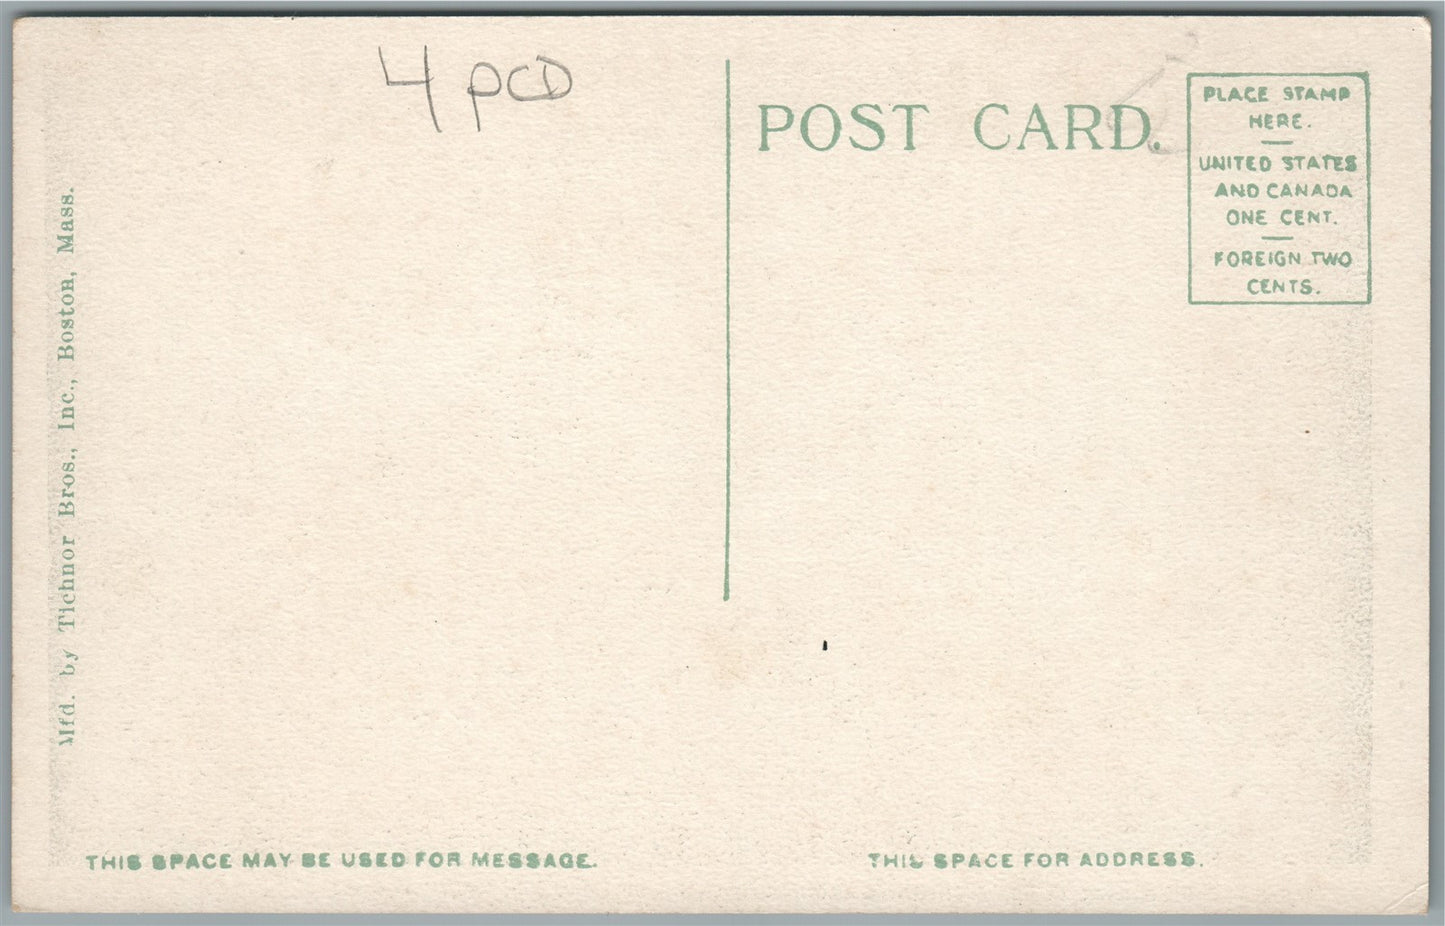 4 PCD
POST CARD.
PLACE STAMP
HERE.
UNITED STATES
AND CANADA
ONE CENT.
FOREIGN TWO
CENTS.
Mfd. by Tichnor Bros., Inc., Boston, Mass.
THIS SPACE MAY BE USED FOR MESSAGE.
THIS SPACE FOR ADDRESS.